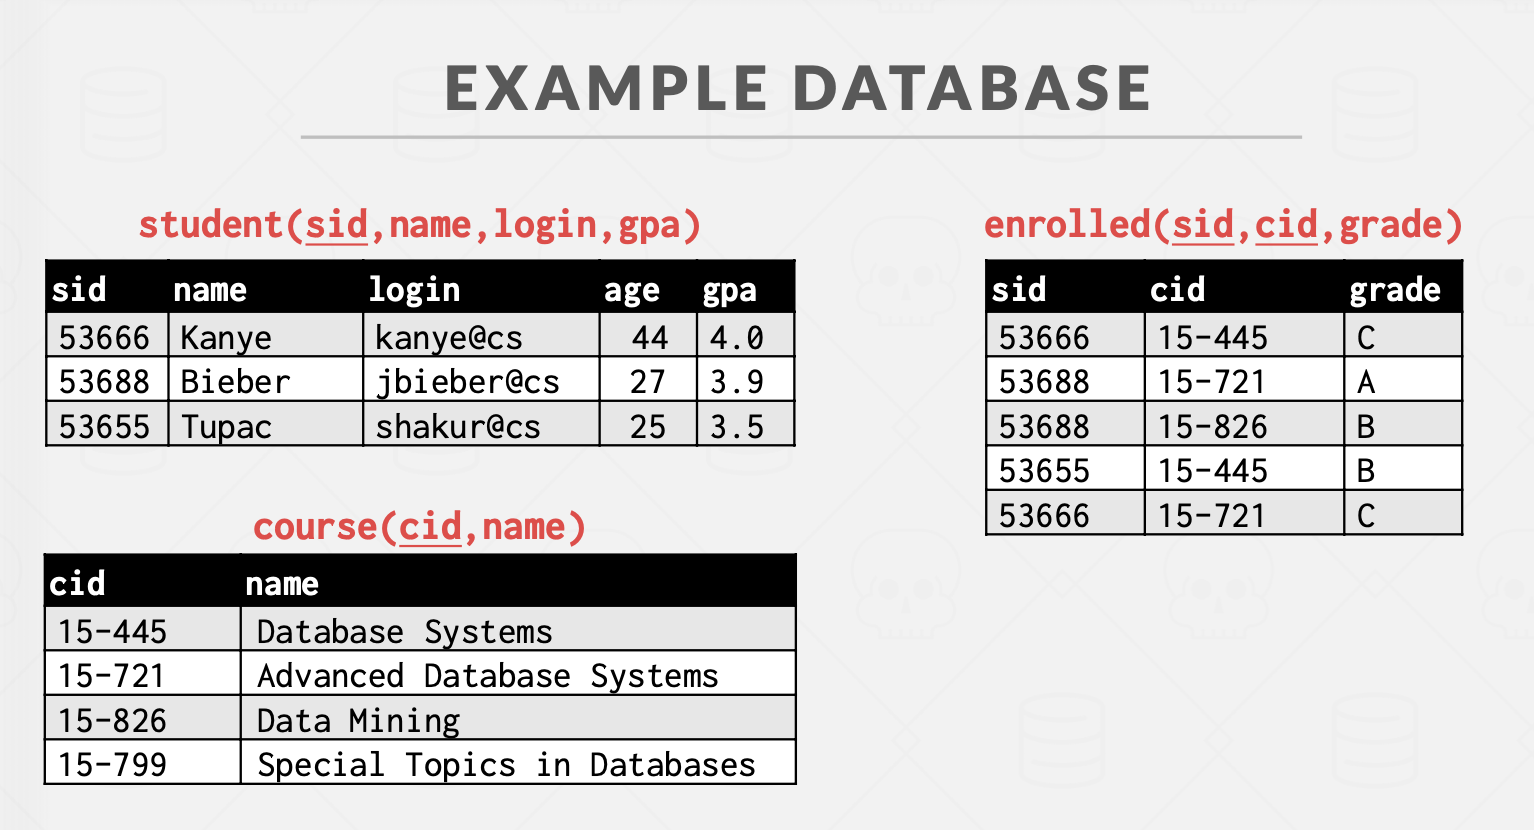 EXAMPLE DATABASE
student(sid,name,login,gpa)
sid name login age gpa
53666 Kanye kanye@cs 44 4.0
53688 Bieber jbieber@cs 27 3.9
53655 Tupac shakur@cs 25 3.5
course(cid,name)
cid name
15-445 Database Systems
15-721 Advanced Database Systems
15-826 Data Mining
15-799 Special Topics in Databases
enrolled(sid,cid,grade)
sid cid grade
53666 15-445 C
53688 15-721 A
53688 15-826 B
53655 15-445 B
53666 15-721 C